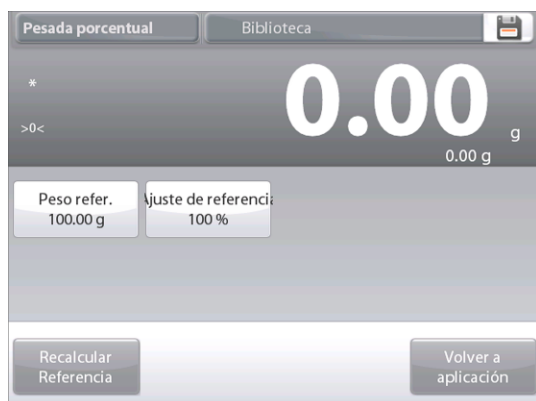 Pesada porcentual
Biblioteca
*
0.00 g
>0<
0.00 g
Peso refer.
100.00 g
Ajuste de referencia
100 %
Recalcular
Referencia
Volver a
aplicación